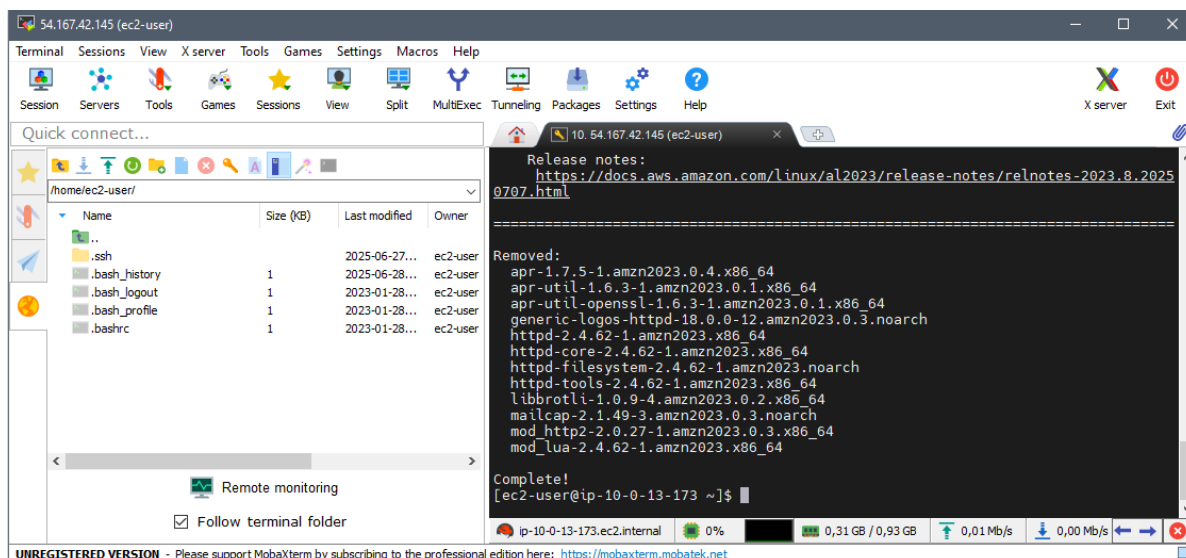 54.167.42.145 (ec2-user)
Terminal Sessions View X server Tools Games Settings Macros Help
Session Servers Tools Games Sessions View Split MultiExec Tunneling Packages Settings Help X server Exit
Quick connect...
10. 54.167.42.145 (ec2-user)
/home/ec2-user/
Name Size (KB) Last modified Owner
..
.ssh 2025-06-27... ec2-user
.bash_history 1 2025-06-28... ec2-user
.bash_logout 1 2023-01-28... ec2-user
.bash_profile 1 2023-01-28... ec2-user
.bashrc 1 2023-01-28... ec2-user
Remote monitoring
Follow terminal folder
Release notes:
https://docs.aws.amazon.com/linux/al2023/release-notes/relnotes-2023.8.2025
0707.html
================================================================================
Removed:
apr-1.7.5-1.amzn2023.0.4.x86_64
apr-util-1.6.3-1.amzn2023.0.1.x86_64
apr-util-openssl-1.6.3-1.amzn2023.0.1.x86_64
generic-logos-httpd-18.0.0-12.amzn2023.0.3.noarch
httpd-2.4.62-1.amzn2023.x86_64
httpd-core-2.4.62-1.amzn2023.x86_64
httpd-filesystem-2.4.62-1.amzn2023.noarch
httpd-tools-2.4.62-1.amzn2023.x86_64
libbrotli-1.0.9-4.amzn2023.0.2.x86_64
mailcap-2.1.49-3.amzn2023.0.3.noarch
mod_http2-2.0.27-1.amzn2023.0.3.x86_64
mod_lua-2.4.62-1.amzn2023.x86_64
Complete!
[ec2-user@ip-10-0-13-173 ~]$
ip-10-0-13-173.ec2.internal 0% 0,31 GB / 0,93 GB 0,01 Mb/s 0,00 Mb/s
UNREGISTERED VERSION - Please support MobaXterm by subscribing to the professional edition here: https://mobaxterm.mobatek.net